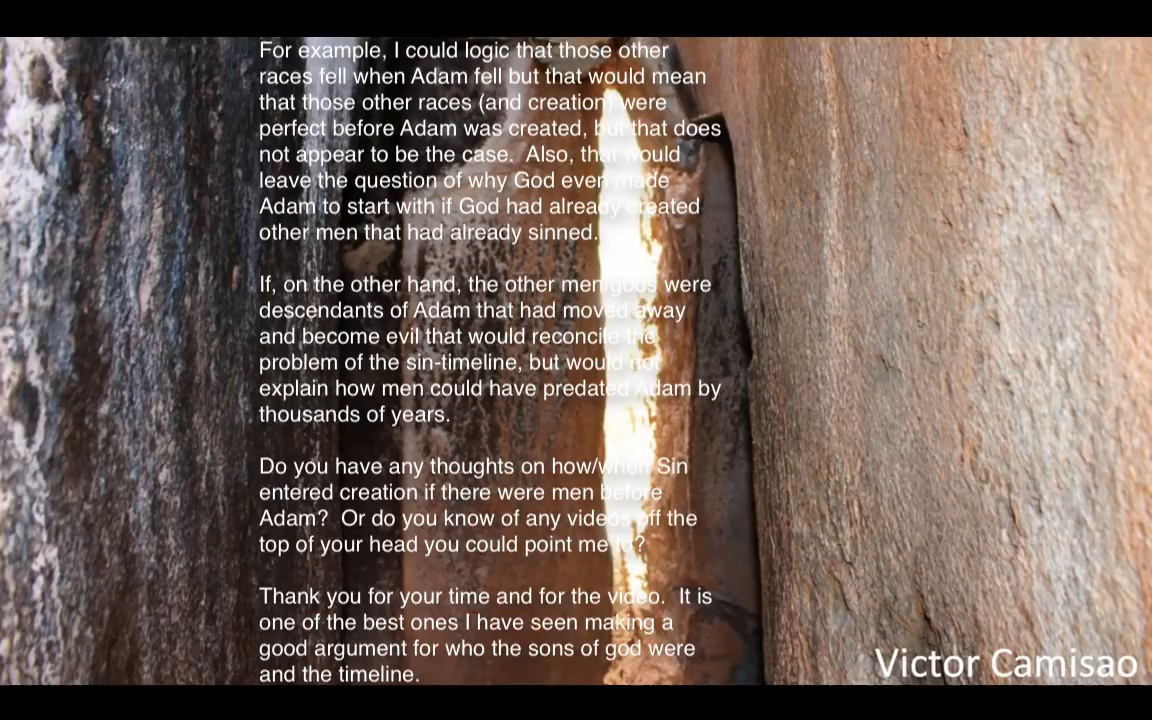 For example, I could logic that those other
races fell when Adam fell but that would mean
that those other races (and creation) were
perfect before Adam was created, but that does
not appear to be the case.  Also, that would
leave the question of why God even made
Adam to start with if God had already created
other men that had already sinned.
If, on the other hand, the other men/gods were
descendants of Adam that had moved away
and become evil that would reconcile the
problem of the sin-timeline, but would not
explain how men could have predated Adam by
thousands of years.
Do you have any thoughts on how/when Sin
entered creation if there were men before
Adam?  Or do you know of any videos off the
top of your head you could point me to?
Thank you for your time and for the video.  It is
one of the best ones I have seen making a
good argument for who the sons of god were
and the timeline.
Victor Camisao